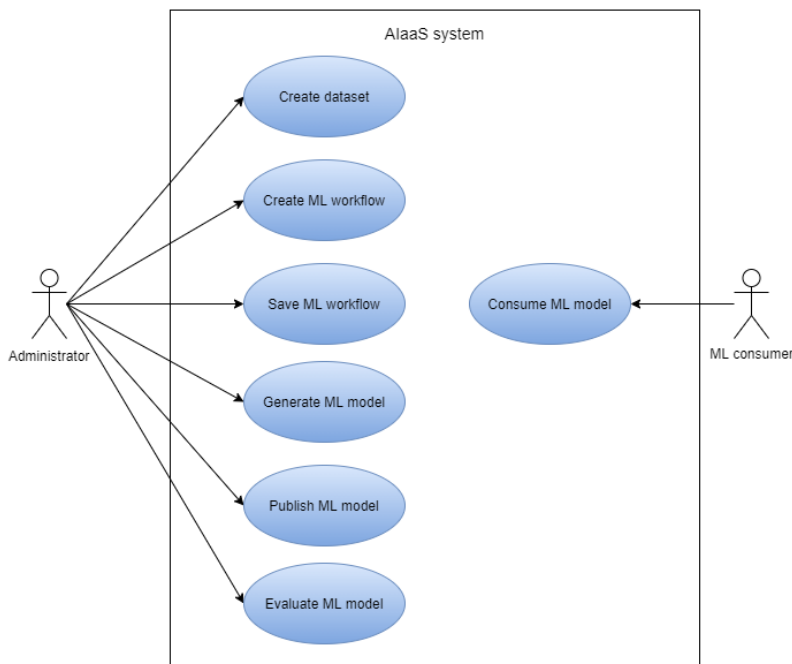 AIaaS system
Create dataset
Create ML workflow
Save ML workflow
Consume ML model
Administrator
ML consumer
Generate ML model
Publish ML model
Evaluate ML model